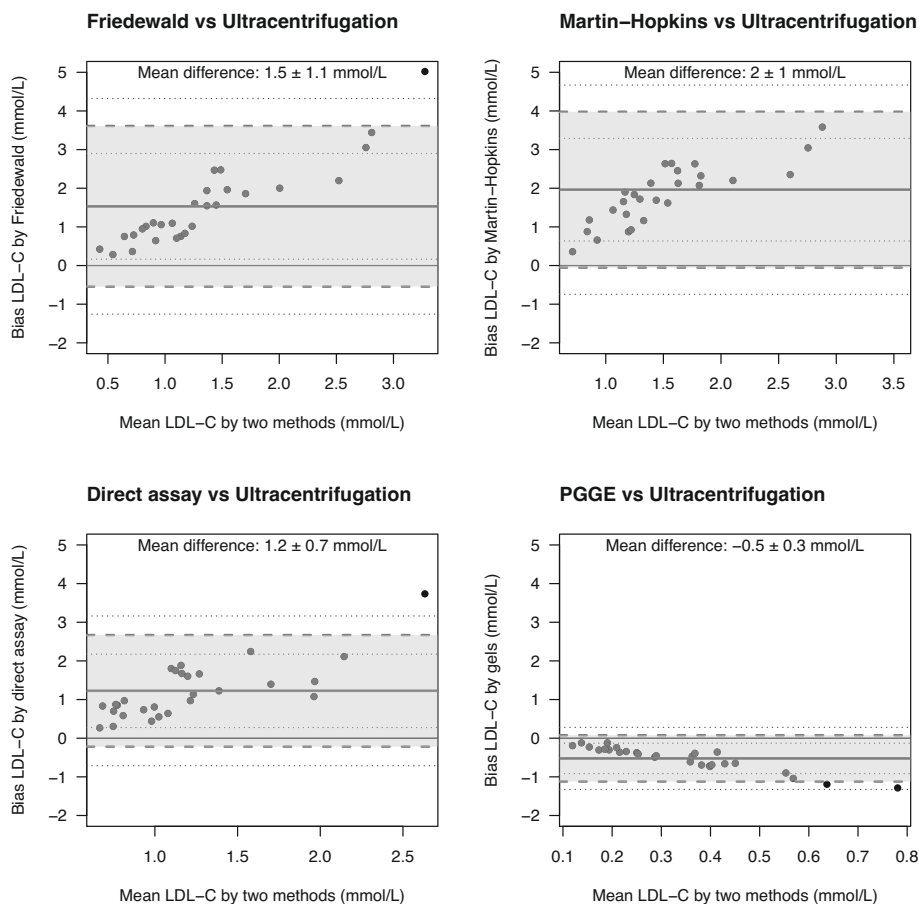 Friedewald vs Ultracentrifugation
Mean difference: 1.5 ± 1.1 mmol/L
Bias LDL−C by Friedewald (mmol/L)
5
4
3
2
1
0
−1
−2
0.5 1.0 1.5 2.0 2.5 3.0
Mean LDL−C by two methods (mmol/L)
Martin−Hopkins vs Ultracentrifugation
Mean difference: 2 ± 1 mmol/L
Bias LDL−C by Martin−Hopkins (mmol/L)
5
4
3
2
1
0
−1
−2
1.0 1.5 2.0 2.5 3.0 3.5
Mean LDL−C by two methods (mmol/L)
Direct assay vs Ultracentrifugation
Mean difference: 1.2 ± 0.7 mmol/L
Bias LDL−C by direct assay (mmol/L)
5
4
3
2
1
0
−1
−2
1.0 1.5 2.0 2.5
Mean LDL−C by two methods (mmol/L)
PGGE vs Ultracentrifugation
Mean difference: −0.5 ± 0.3 mmol/L
Bias LDL−C by gels (mmol/L)
5
4
3
2
1
0
−1
−2
0.1 0.2 0.3 0.4 0.5 0.6 0.7 0.8
Mean LDL−C by two methods (mmol/L)